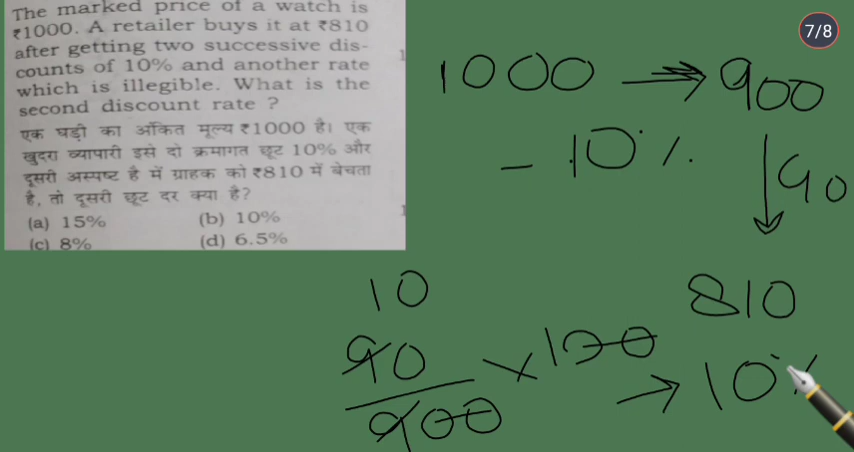 The marked price of a watch is
₹1000. A retailer buys it at ₹810
after getting two successive dis-
counts of 10% and another rate
which is illegible. What is the
second discount rate ?
एक घड़ी का अंकित मूल्य ₹1000 है। एक
खुदरा व्यापारी इसे दो क्रमागत छूट 10% और
दूसरी अस्पष्ट है में ग्राहक को ₹810 में बेचता
है, तो दूसरी छूट दर क्या है?
(a) 15% (b) 10%
(c) 8% (d) 6.5%
7/8
1000 → 900
- 10%
90
810
10
90 × 100
900
→ 10%